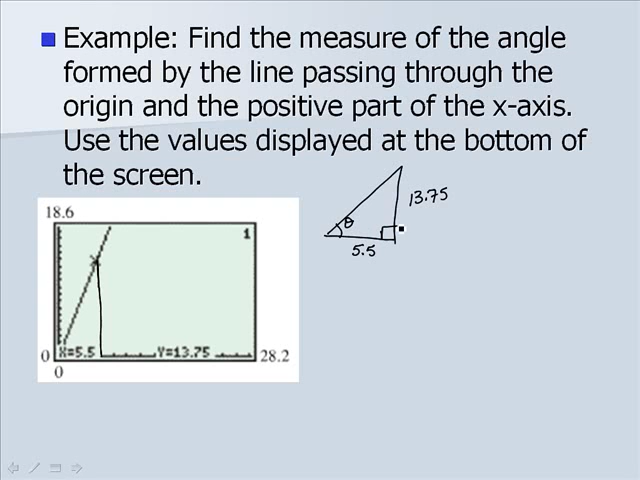 Example: Find the measure of the angle
formed by the line passing through the
origin and the positive part of the x-axis.
Use the values displayed at the bottom of
the screen.
13.75
θ
5.5
18.6
1
X=5.5 Y=13.75
0 28.2
0